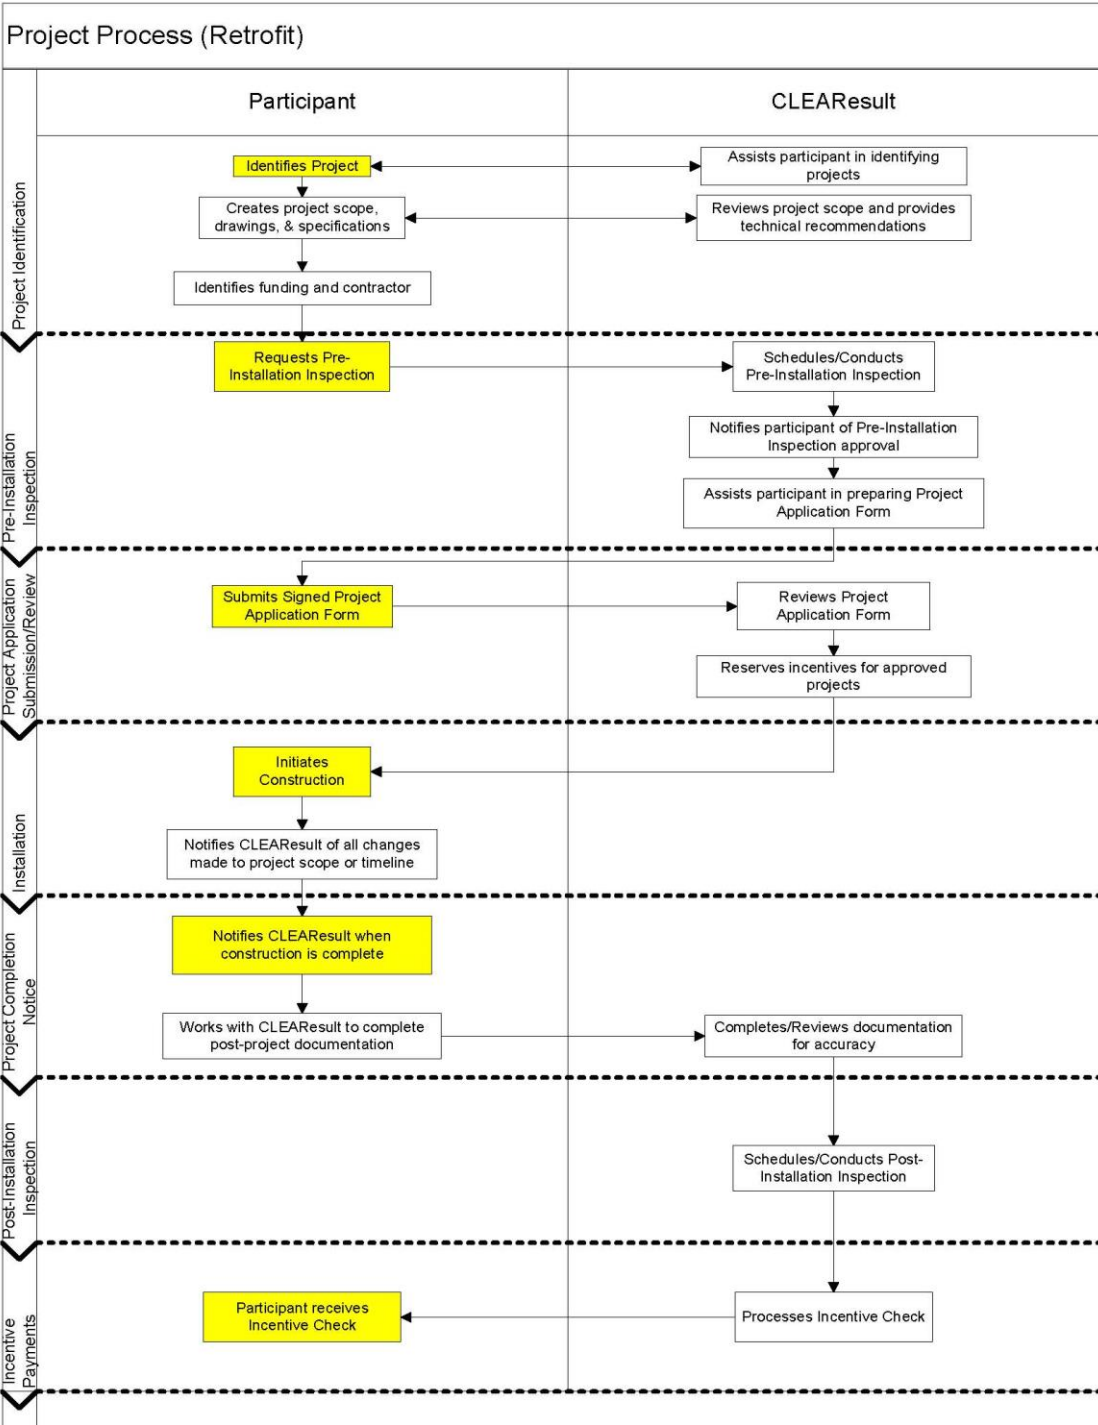 Project Process (Retrofit)
Participant
CLEAResult
Project Identification
Identifies Project
Assists participant in identifying
projects
Creates project scope,
drawings, & specifications
Reviews project scope and provides
technical recommendations
Identifies funding and contractor
Pre-Installation
Inspection
Requests Pre-
Installation Inspection
Schedules/Conducts
Pre-Installation Inspection
Notifies participant of Pre-Installation
Inspection approval
Assists participant in preparing Project
Application Form
Project Application
Submission/Review
Submits Signed Project
Application Form
Reviews Project
Application Form
Reserves incentives for approved
projects
Installation
Initiates
Construction
Notifies CLEAResult of all changes
made to project scope or timeline
Project Completion
Notice
Notifies CLEAResult when
construction is complete
Works with CLEAResult to complete
post-project documentation
Completes/Reviews documentation
for accuracy
Post-Installation
Inspection
Schedules/Conducts Post-
Installation Inspection
Incentive
Payments
Participant receives
Incentive Check
Processes Incentive Check